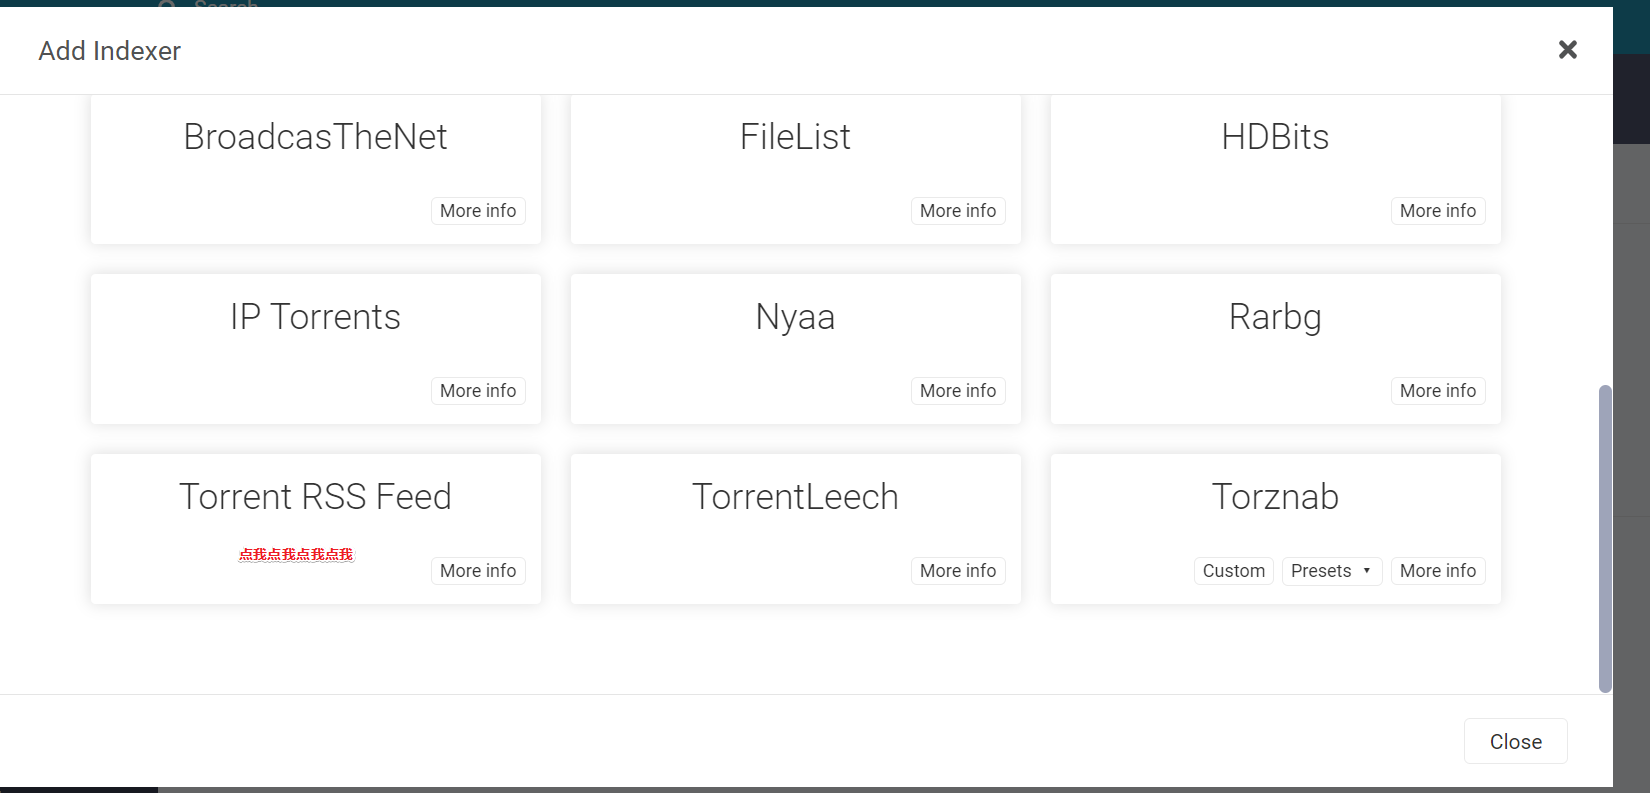 Search
Add Indexer
BroadcasTheNet
More info
FileList
More info
HDBits
More info
IP Torrents
More info
Nyaa
More info
Rarbg
More info
Torrent RSS Feed
点我点我点我点我
More info
TorrentLeech
More info
Torznab
Custom
Presets
More info
Close